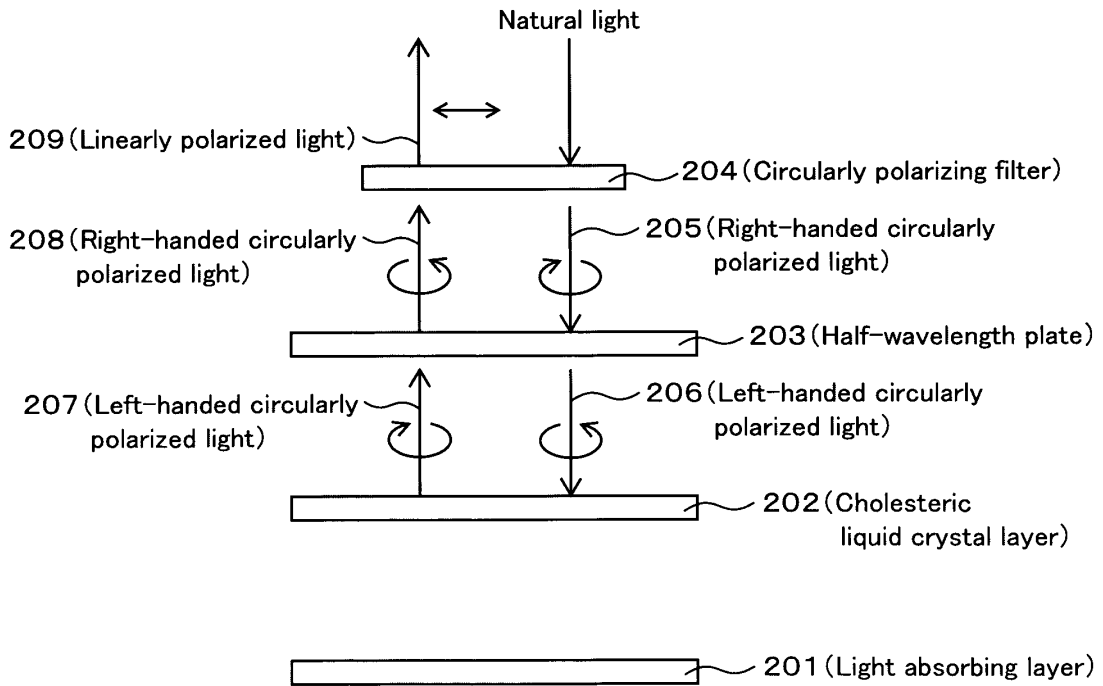 Natural light
209(Linearly polarized light)
204(Circularly polarizing filter)
208(Right-handed circularly
polarized light)
205(Right-handed circularly
polarized light)
203(Half-wavelength plate)
207(Left-handed circularly
polarized light)
206(Left-handed circularly
polarized light)
202(Cholesteric
liquid crystal layer)
201(Light absorbing layer)